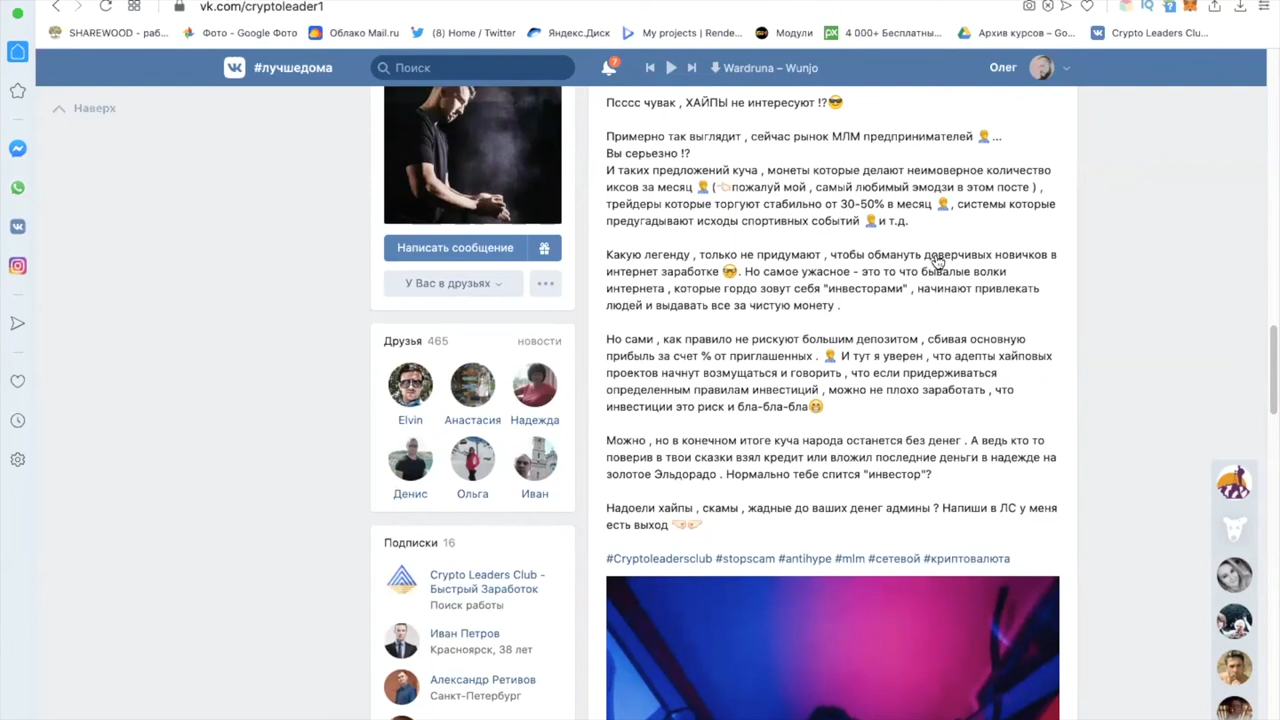 vk.com/cryptoleader1
SHAREWOOD - раб...
Фото - Google Фото
Облако Mail.ru
(8) Home / Twitter
Яндекс.Диск
My projects | Rende...
Модули
4 000+ Бесплатны...
Архив курсов – Go...
Crypto Leaders Clu...
#лучшедома
Поиск
7
Wardruna – Wunjo
Олег
Наверх
Написать сообщение
У Вас в друзьях
Друзья 465
новости
Elvin
Анастасия
Надежда
Денис
Ольга
Иван
Подписки 16
Crypto Leaders Club -
Быстрый Заработок
Поиск работы
Иван Петров
Красноярск, 38 лет
Александр Ретивов
Санкт-Петербург
Псссс чувак , ХАЙПЫ не интересуют !?😎
Примерно так выглядит , сейчас рынок МЛМ предпринимателей 🤦‍♂️...
Вы серьезно !?
И таких предложений куча , монеты которые делают неимоверное количество
иксов за месяц 🤦‍♂️(👈🏻пожалуй мой , самый любимый эмодзи в этом посте ) ,
трейдеры которые торгуют стабильно от 30-50% в месяц 🤦‍♂️, системы которые
предугадывают исходы спортивных событий 🤦‍♂️и т.д.
Какую легенду , только не придумают , чтобы обмануть доверчивых новичков в
интернет заработке 🤓. Но самое ужасное - это то что бывалые волки
интернета , которые гордо зовут себя "инвесторами" , начинают привлекать
людей и выдавать все за чистую монету .
Но сами , как правило не рискуют большим депозитом , сбивая основную
прибыль за счет % от приглашенных . 🤦‍♂️ И тут я уверен , что адепты хайповых
проектов начнут возмущаться и говорить , что если придерживаться
определенным правилам инвестиций , можно не плохо заработать , что
инвестиции это риск и бла-бла-бла😁
Можно , но в конечном итоге куча народа останется без денег . А ведь кто то
поверив в твои сказки взял кредит или вложил последние деньги в надежде на
золотое Эльдорадо . Нормально тебе спится "инвестор"?
Надоели хайпы , скамы , жадные до ваших денег админы ? Напиши в ЛС у меня
есть выход 🤜🏻🤛🏻
#Cryptoleadersclub #stopscam #antihype #mlm #сетевой #криптовалюта